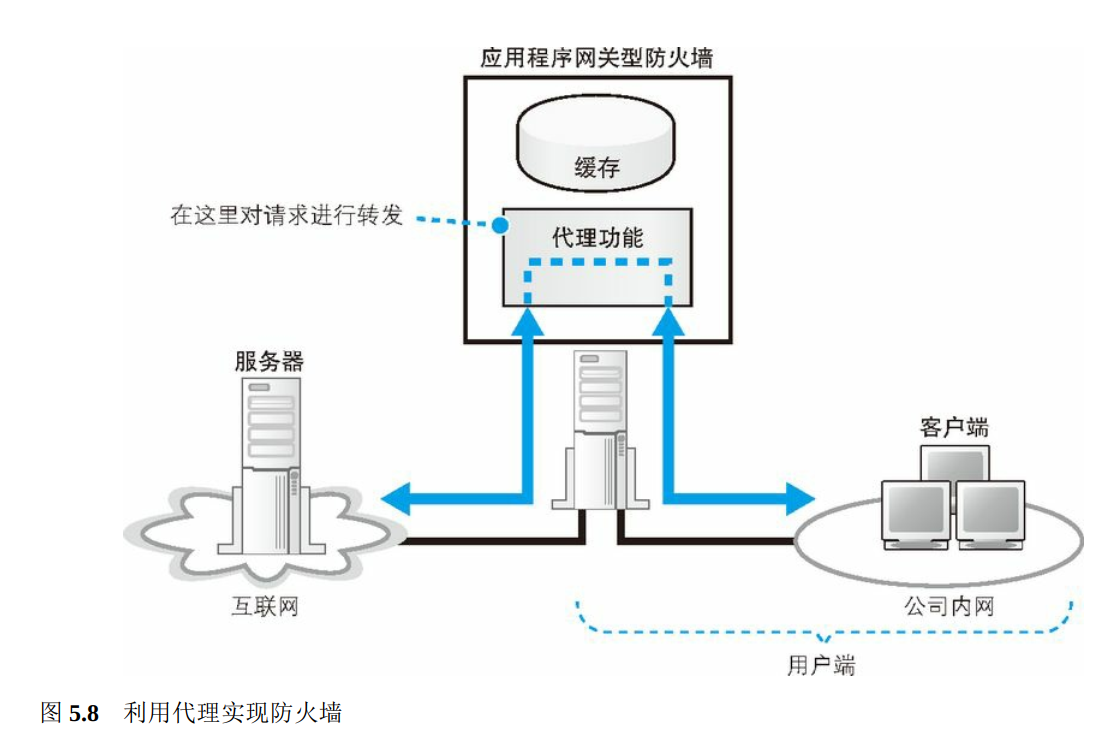 应用程序网关型防火墙
缓存
在这里对请求进行转发
代理功能
服务器
客户端
互联网
公司内网
用户端
图 5.8 利用代理实现防火墙